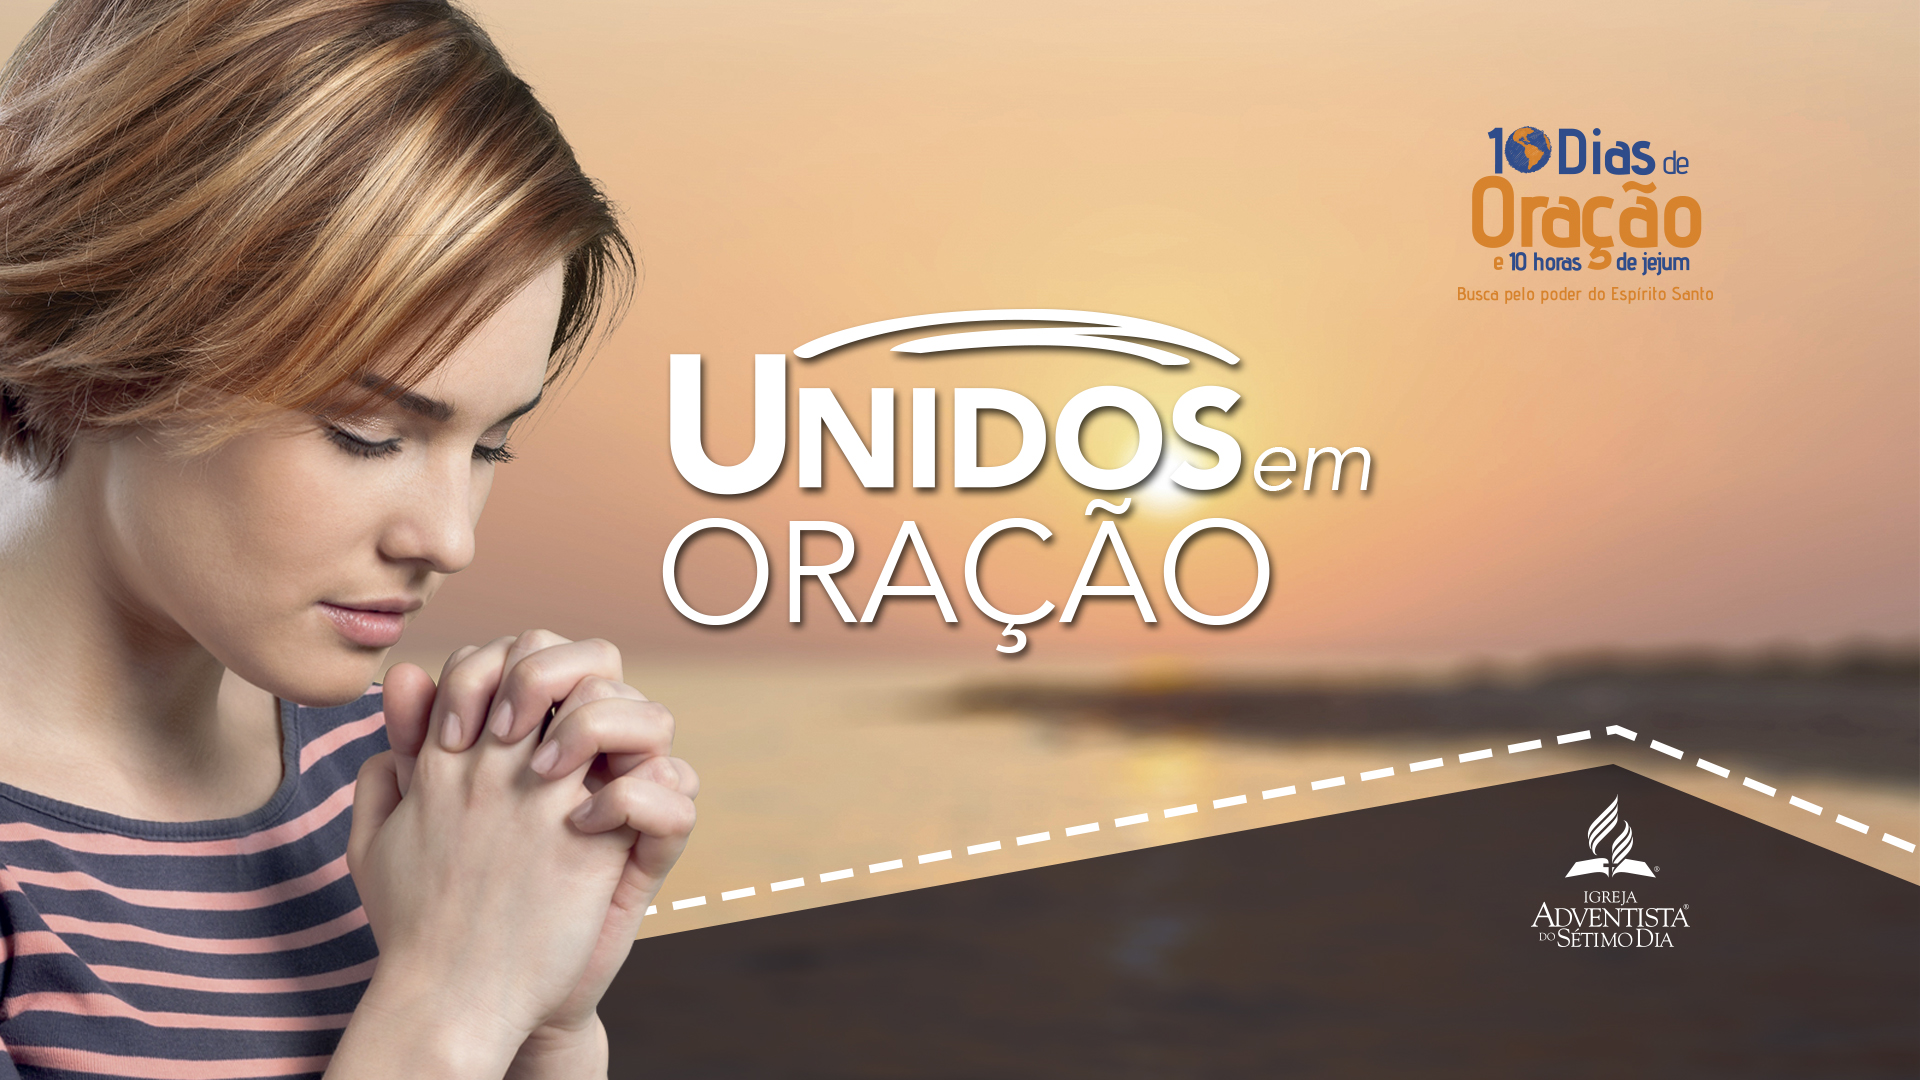 10 Dias de
Oração
e 10 horas de jejum
Busca pelo poder do Espírito Santo
UNIDOS em
ORAÇÃO
IGREJA
ADVENTISTA®
DO SÉTIMO DIA